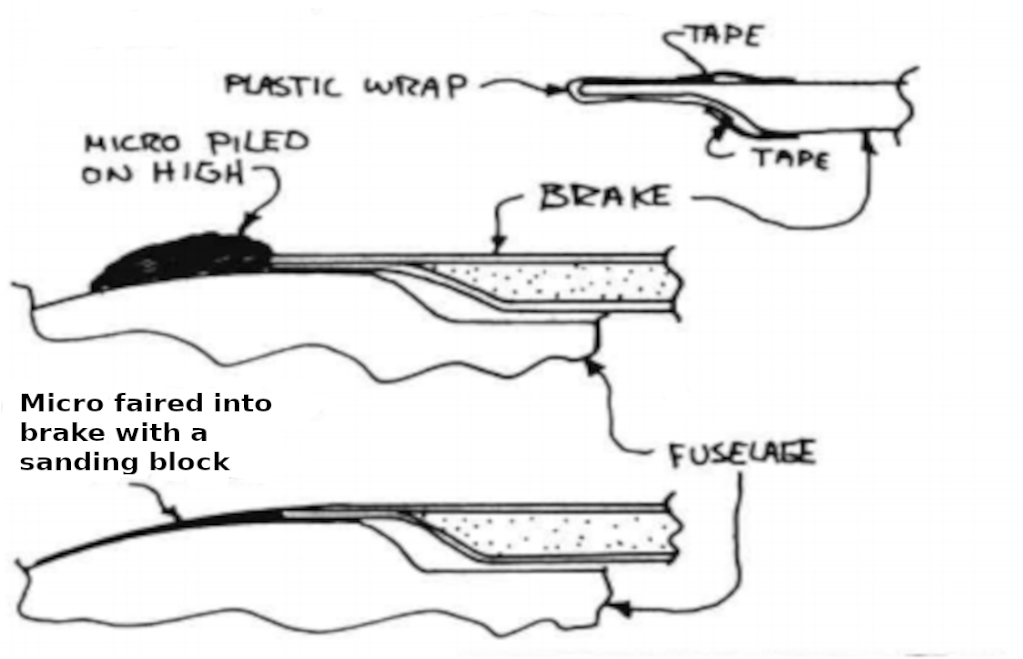 TAPE
PLASTIC WRAP
MICRO PILED
ON HIGH
TAPE
BRAKE
Micro faired into
brake with a
sanding block
FUSELAGE